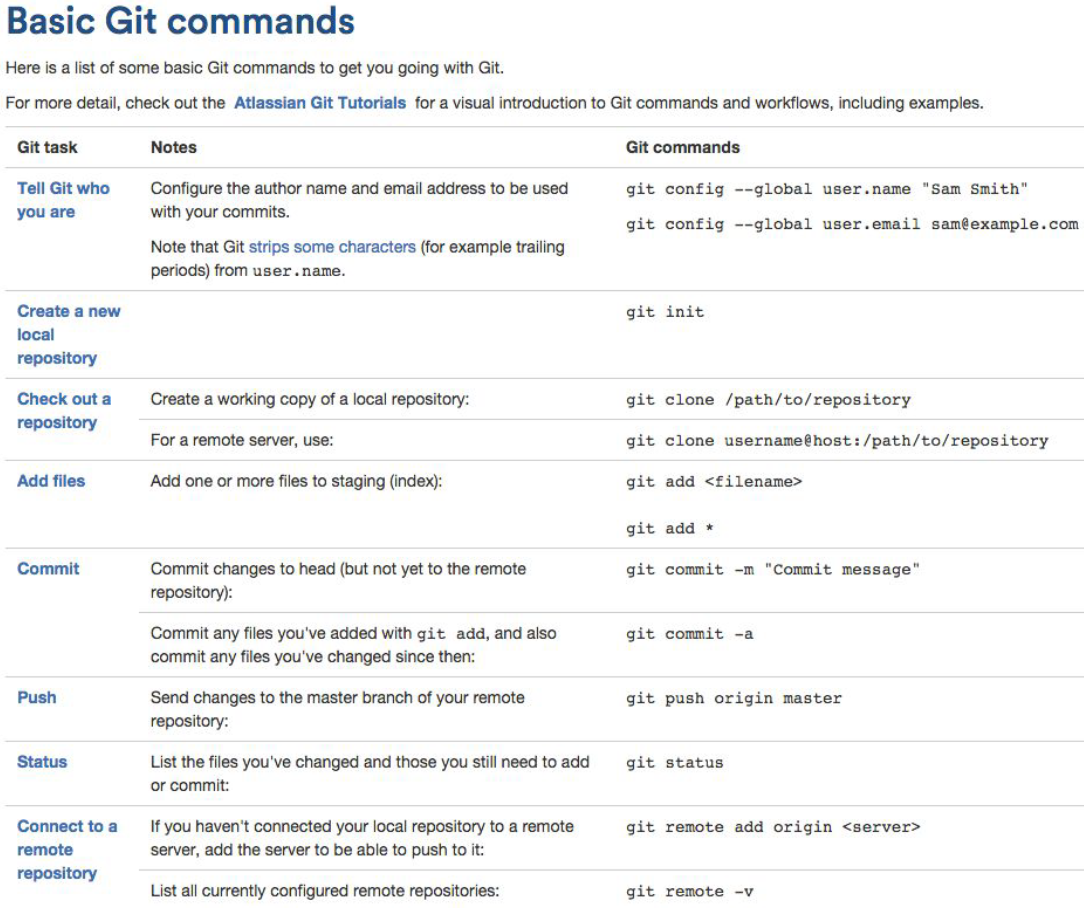 Basic Git commands
Here is a list of some basic Git commands to get you going with Git.
For more detail, check out the Atlassian Git Tutorials for a visual introduction to Git commands and workflows, including examples.
Git task Notes Git commands
Tell Git who you are
Configure the author name and email address to be used
with your commits.
Note that Git strips some characters (for example trailing
periods) from user.name.
git config --global user.name "Sam Smith"
git config --global user.email sam@example.com
Create a new
local
repository
git init
Check out a
repository
Create a working copy of a local repository:
git clone /path/to/repository
For a remote server, use:
git clone username@host:/path/to/repository
Add files
Add one or more files to staging (index):
git add <filename>
git add *
Commit
Commit changes to head (but not yet to the remote
repository):
git commit -m "Commit message"
Commit any files you've added with git add, and also
commit any files you've changed since then:
git commit -a
Push
Send changes to the master branch of your remote
repository:
git push origin master
Status
List the files you've changed and those you still need to add
or commit:
git status
Connect to a
remote
repository
If you haven't connected your local repository to a remote
server, add the server to be able to push to it:
git remote add origin <server>
List all currently configured remote repositories:
git remote -v